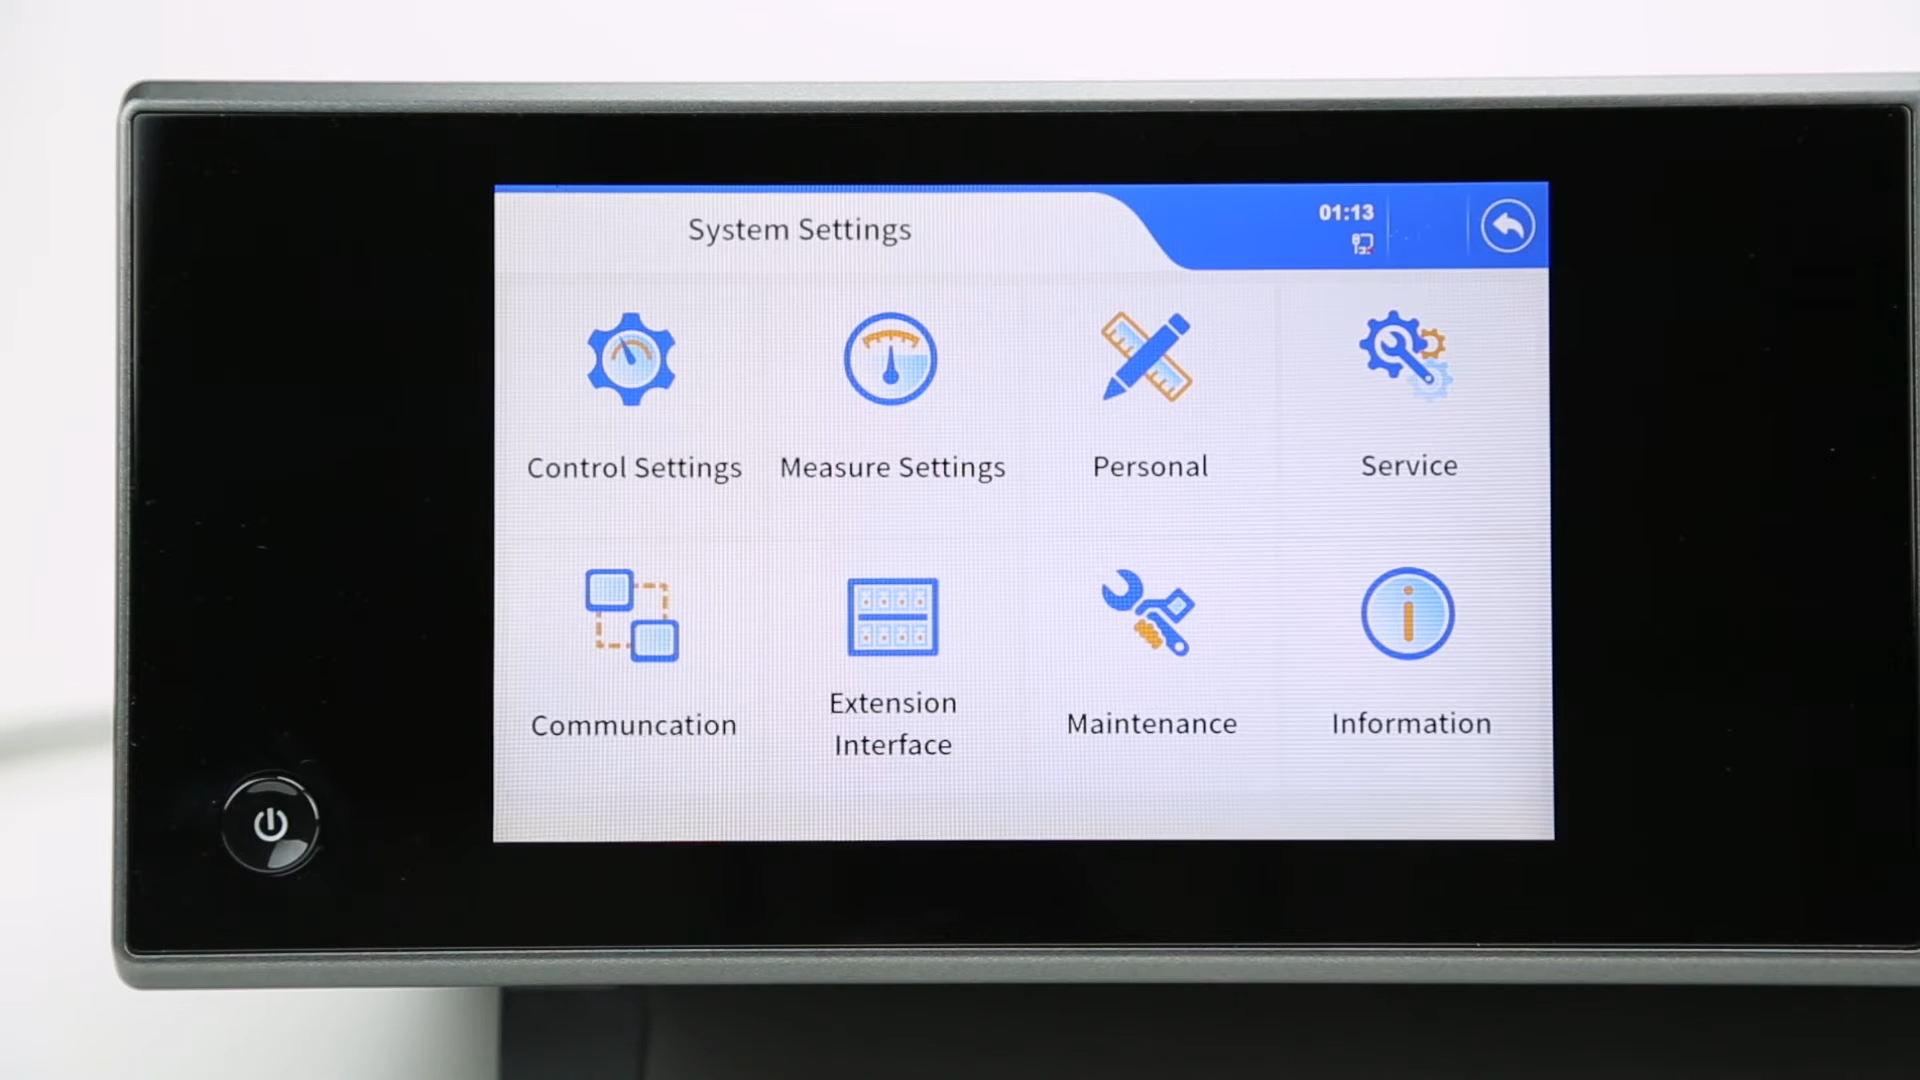 System Settings
01:13
Control Settings
Measure Settings
Personal
Service
Communcation
Extension
Interface
Maintenance
Information